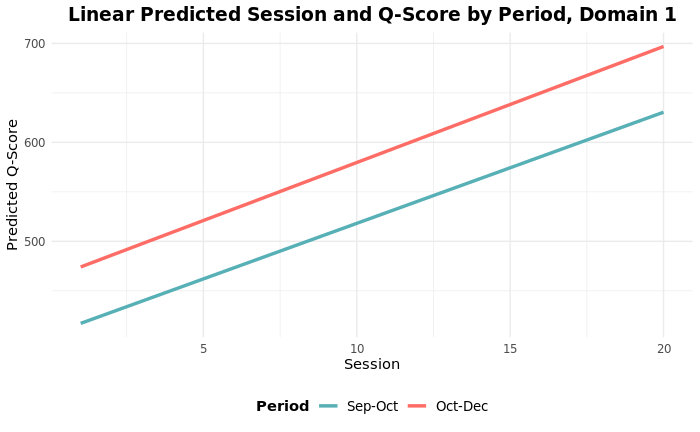 Linear Predicted Session and Q-Score by Period, Domain 1
Predicted Q-Score
700
600
500
5 10 15 20
Session
Period Sep-Oct Oct-Dec